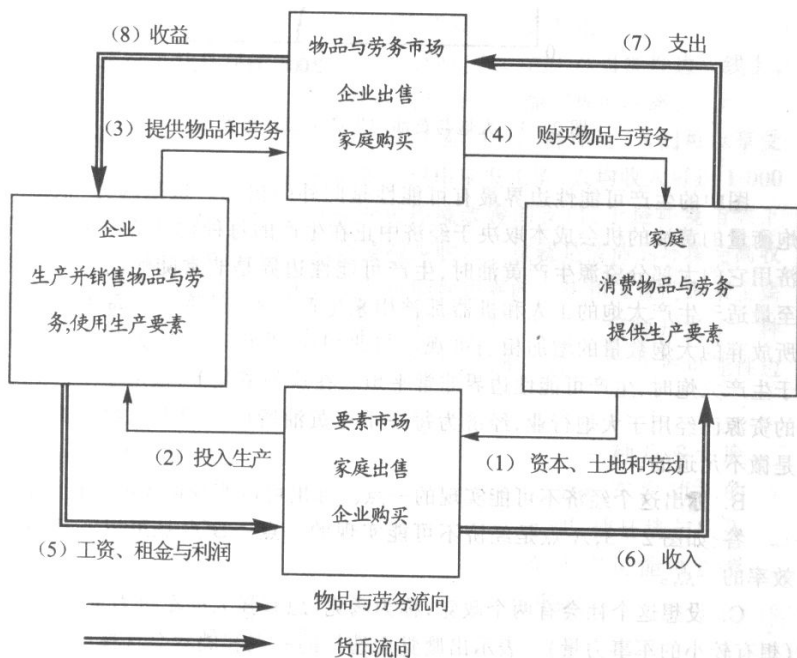 (8) 收益
物品与劳务市场
企业出售
家庭购买
(7) 支出
(3) 提供物品和劳务
(4) 购买物品与劳务
企业
生产并销售物品与劳
务,使用生产要素
家庭
消费物品与劳务
提供生产要素
要素市场
家庭出售
企业购买
(2) 投入生产
(1) 资本、土地和劳动
(5) 工资、租金与利润
(6) 收入
物品与劳务流向
货币流向